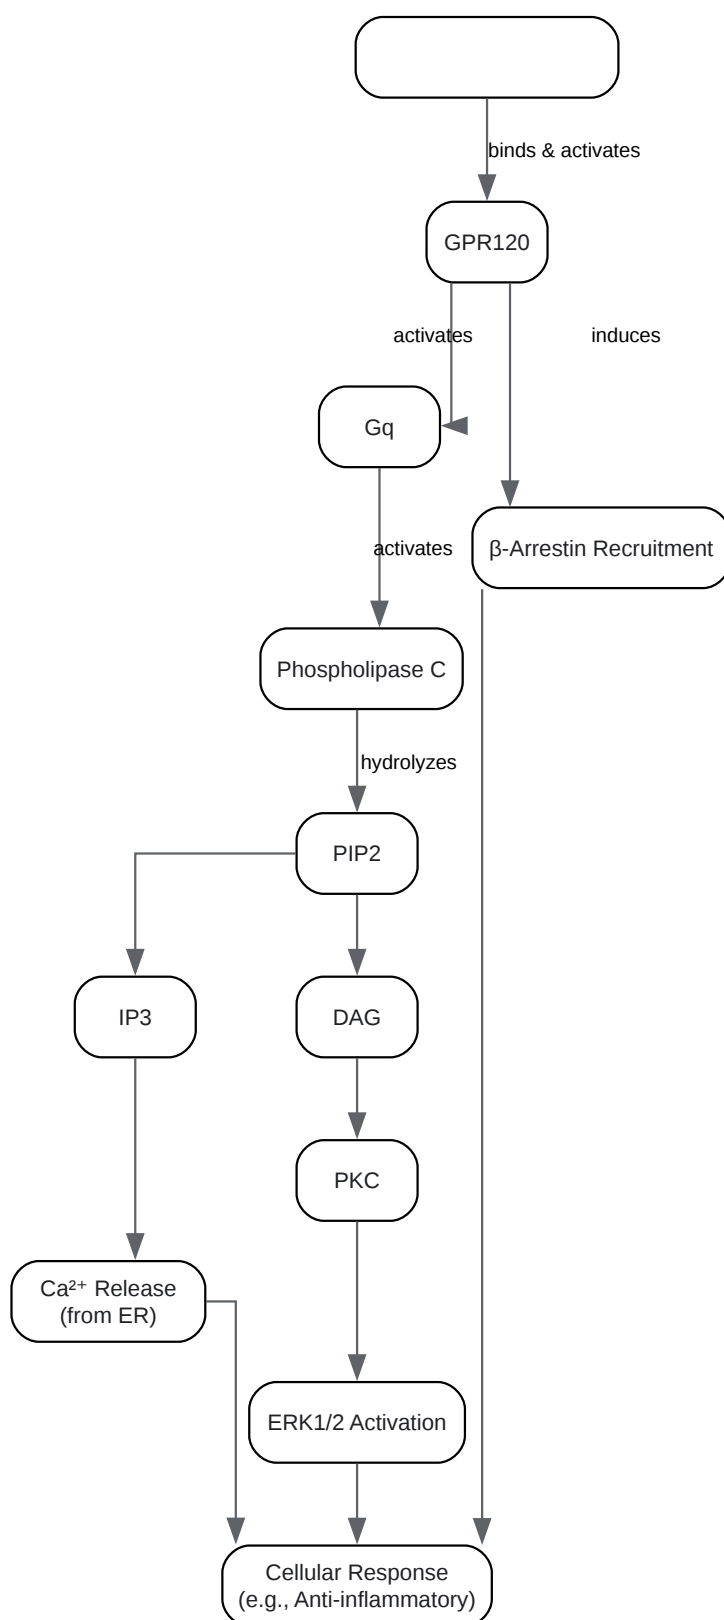 binds & activates
GPR120
activates
induces
Gq
activates
β-Arrestin Recruitment
Phospholipase C
hydrolyzes
PIP2
IP3
DAG
PKC
Ca²⁺ Release
(from ER)
ERK1/2 Activation
Cellular Response
(e.g., Anti-inflammatory)